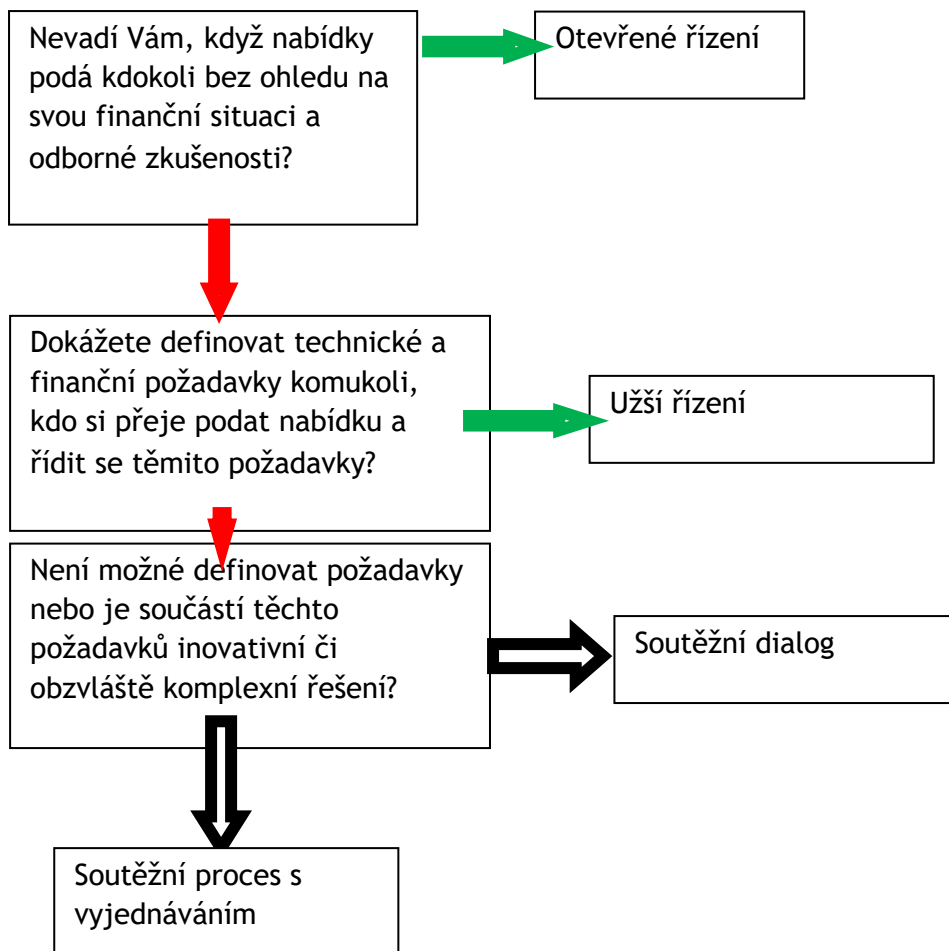 Nevadí Vám, když nabídky
podá kdokoli bez ohledu na
svou finanční situaci a
odborné zkušenosti?
Otevřené řízení
Dokážete definovat technické a
finanční požadavky komukoli,
kdo si přeje podat nabídku a
řídit se těmito požadavky?
Užší řízení
Není možné definovat požadavky
nebo je součástí těchto
požadavků inovativní či
obzvláště komplexní řešení?
Soutěžní dialog
Soutěžní proces s
vyjednáváním